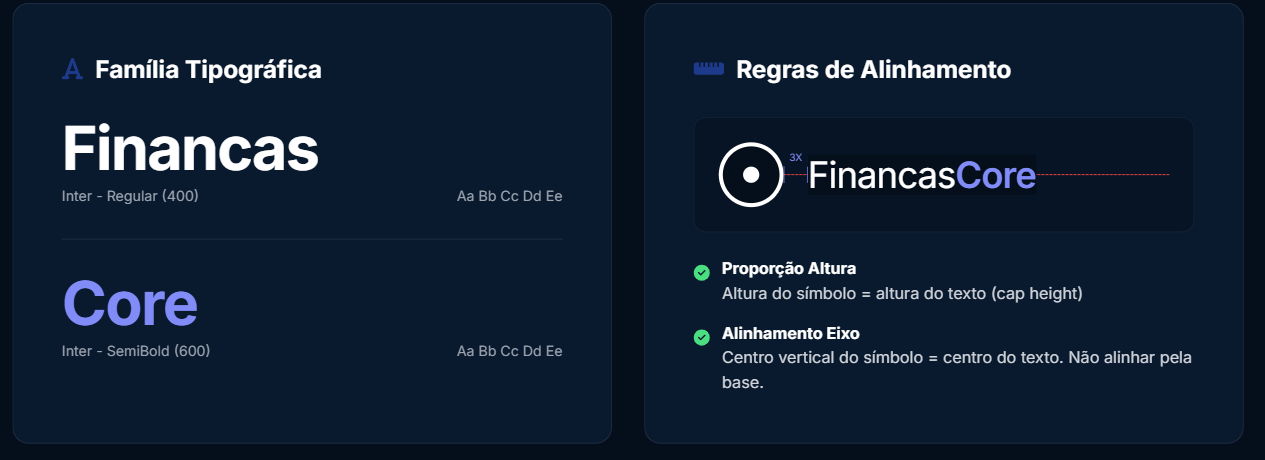 Família Tipográfica
Financas
Inter - Regular (400)
Aa Bb Cc Dd Ee
Core
Inter - SemiBold (600)
Aa Bb Cc Dd Ee
Regras de Alinhamento
3X
FinancasCore
Proporção Altura
Altura do símbolo = altura do texto (cap height)
Alinhamento Eixo
Centro vertical do símbolo = centro do texto. Não alinhar pela
base.